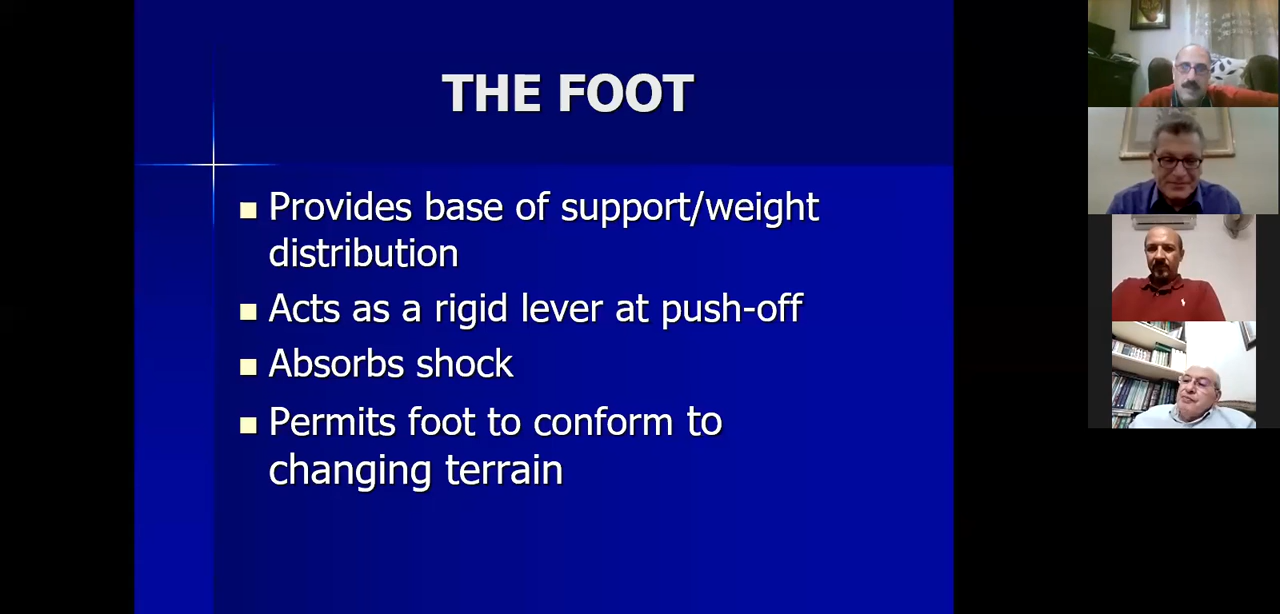 THE FOOT
Provides base of support/weight
distribution
Acts as a rigid lever at push-off
Absorbs shock
Permits foot to conform to
changing terrain